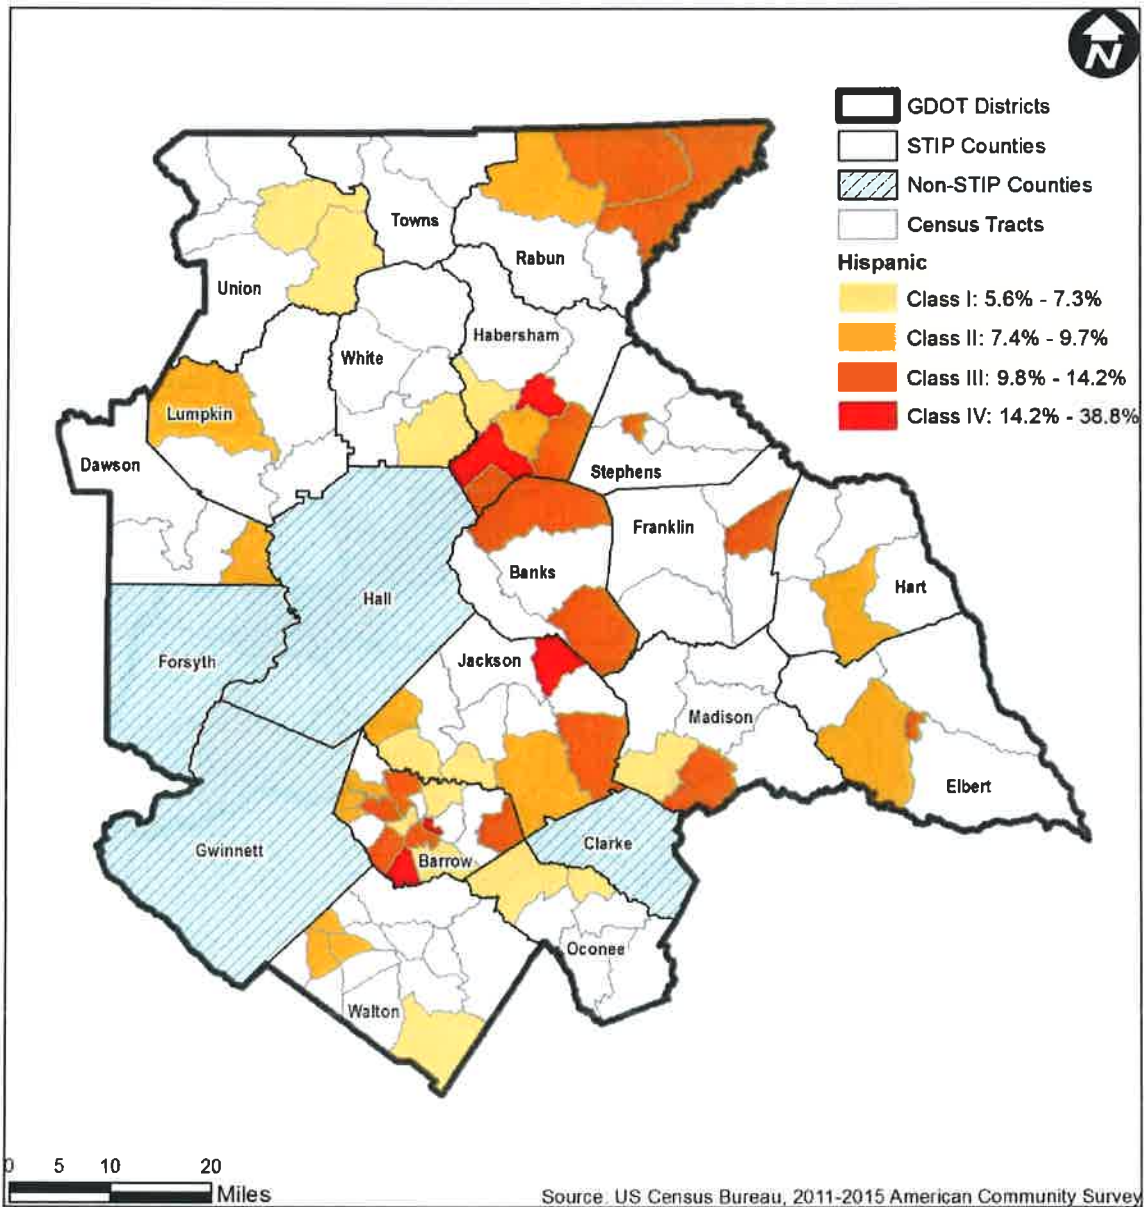 N
GDOT Districts
STIP Counties
Non-STIP Counties
Census Tracts
Hispanic
Class I: 5.6% - 7.3%
Class II: 7.4% - 9.7%
Class III: 9.8% - 14.2%
Class IV: 14.2% - 38.8%
Towns
Rabun
Union
Habersham
White
Lumpkin
Dawson
Stephens
Franklin
Banks
Hart
Hall
Forsyth
Jackson
Madison
Elbert
Gwinnett
Clarke
Barrow
Oconee
Walton
0 5 10 20
Miles
Source: US Census Bureau, 2011-2015 American Community Survey